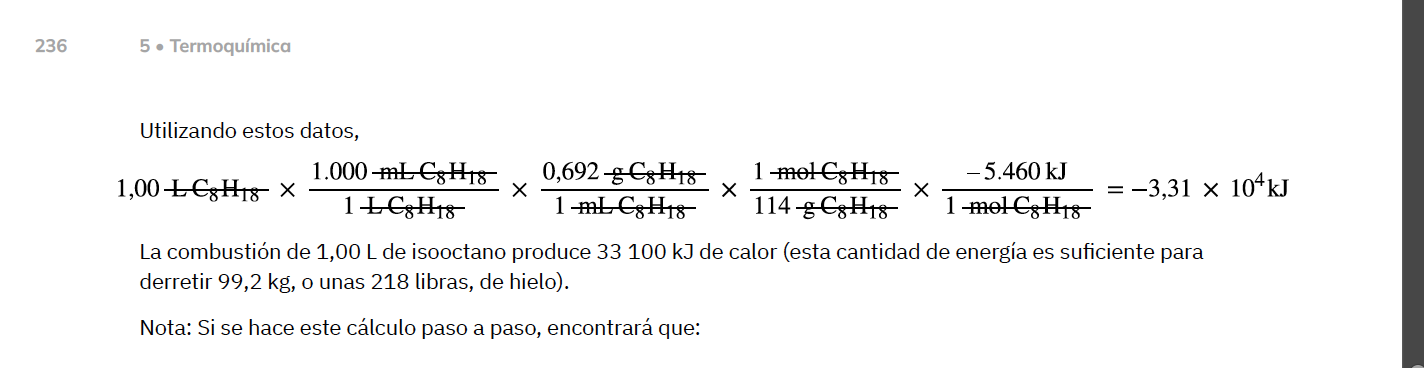 236 5 • Termoquímica
Utilizando estos datos,
1,00 L C₈H₁₈ × (1.000 mL C₈H₁₈ / 1 L C₈H₁₈) × (0,692 g C₈H₁₈ / 1 mL C₈H₁₈) × (1 mol C₈H₁₈ / 114 g C₈H₁₈) × (−5.460 kJ / 1 mol C₈H₁₈) = −3,31 × 10⁴ kJ
La combustión de 1,00 L de isooctano produce 33 100 kJ de calor (esta cantidad de energía es suficiente para
derretir 99,2 kg, o unas 218 libras, de hielo).
Nota: Si se hace este cálculo paso a paso, encontrará que: